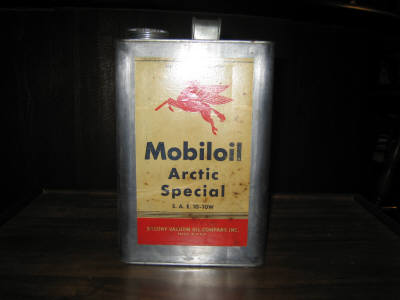 Mobiloil
Arctic
Special
S. A. E. 10-10W
SOCONY-VACUUM OIL COMPANY, INC.